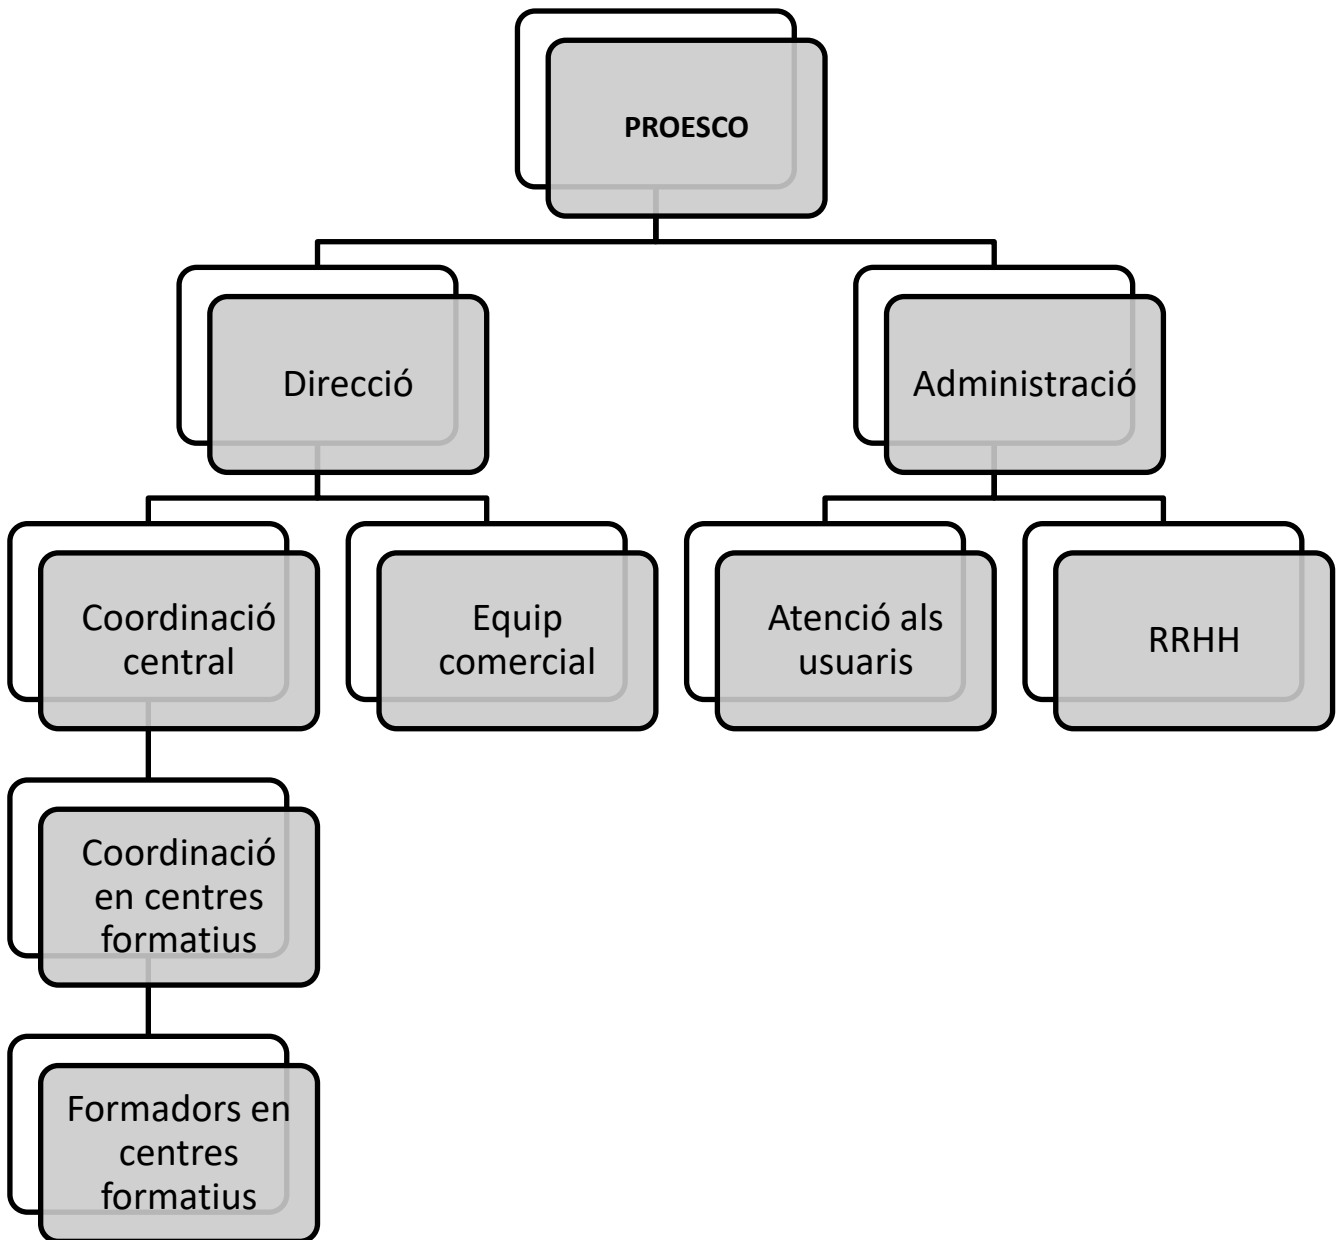 PROESCO
Direcció
Administració
Coordinació
central
Equip
comercial
Atenció als
usuaris
RRHH
Coordinació
en centres
formatius
Formadors en
centres
formatius